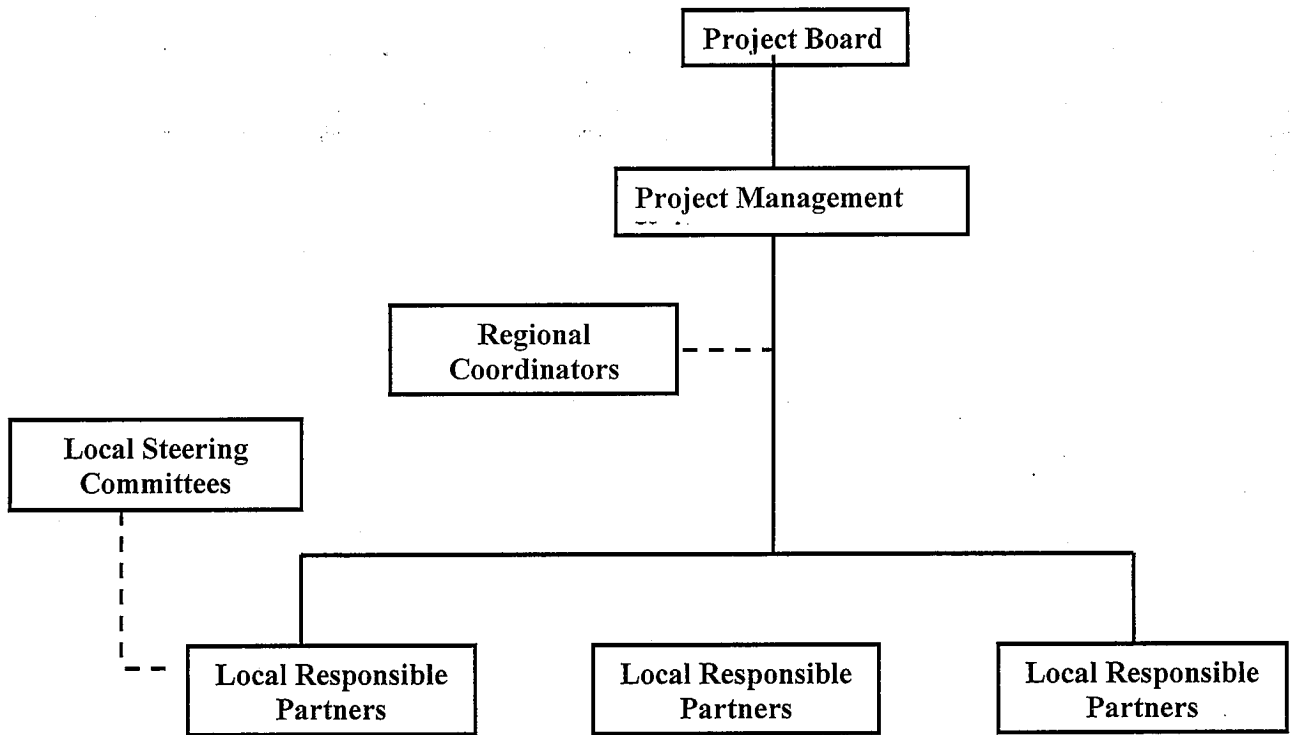 Project Board
Project Management
Regional
Coordinators
Local Steering
Committees
Local Responsible
Partners
Local Responsible
Partners
Local Responsible
Partners